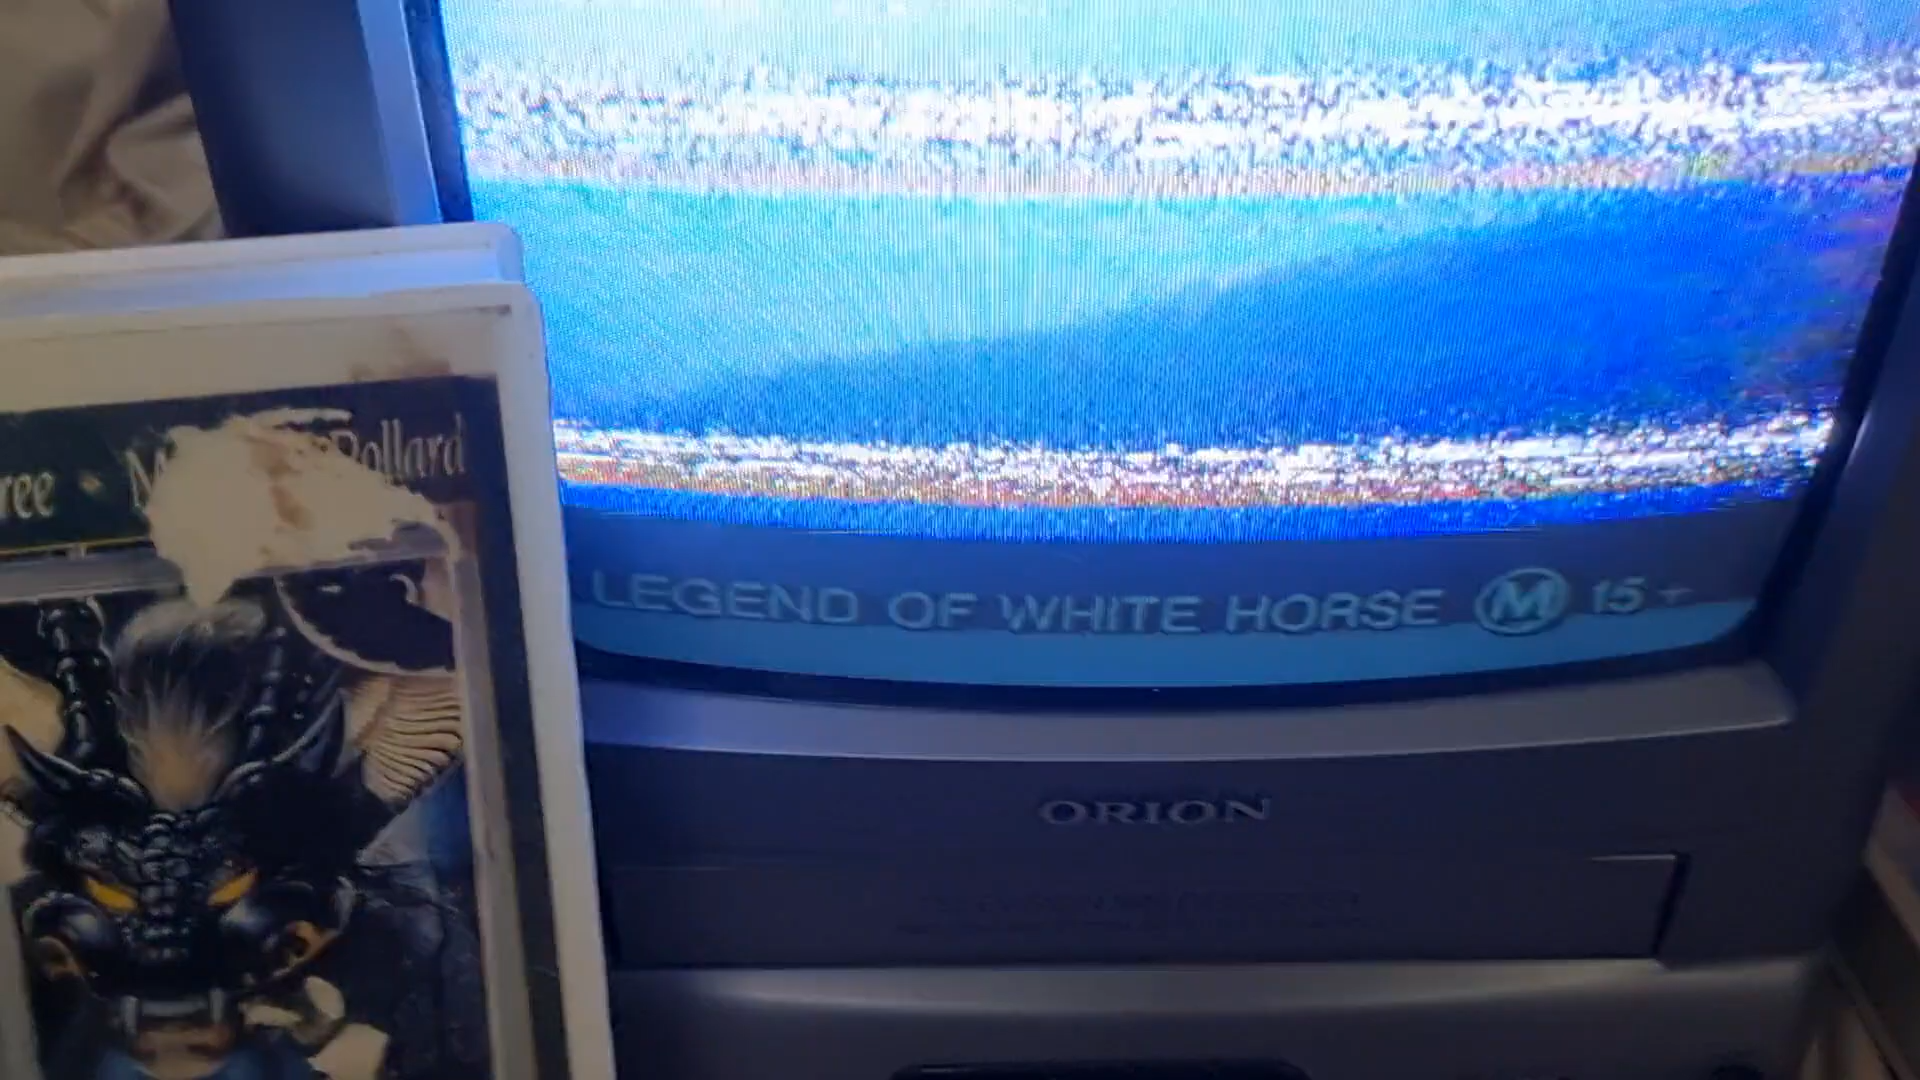 ree ⬥ M Pollard
LEGEND OF WHITE HORSE M 15+
ORION